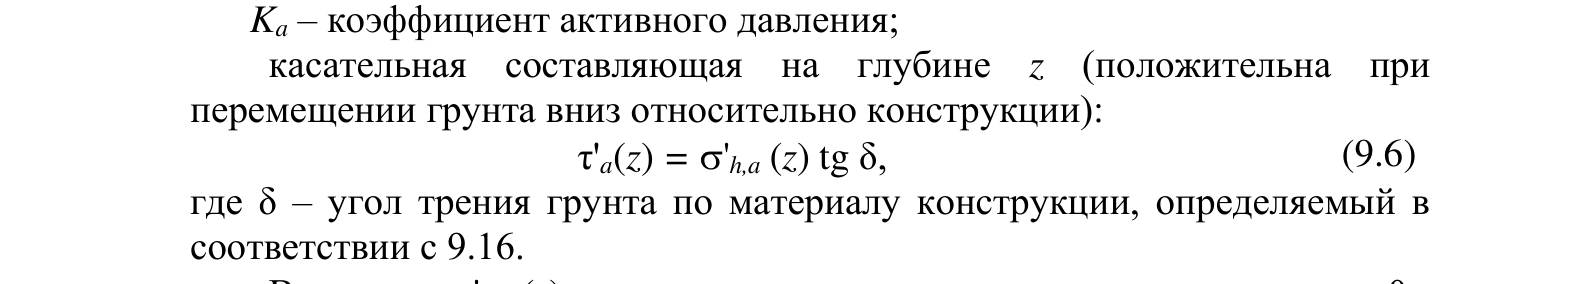 Ka – коэффициент активного давления;
касательная составляющая на глубине z (положительна при
перемещении грунта вниз относительно конструкции):
τ'a(z) = σ'h,a (z) tg δ, (9.6)
где δ – угол трения грунта по материалу конструкции, определяемый в
соответствии с 9.16.